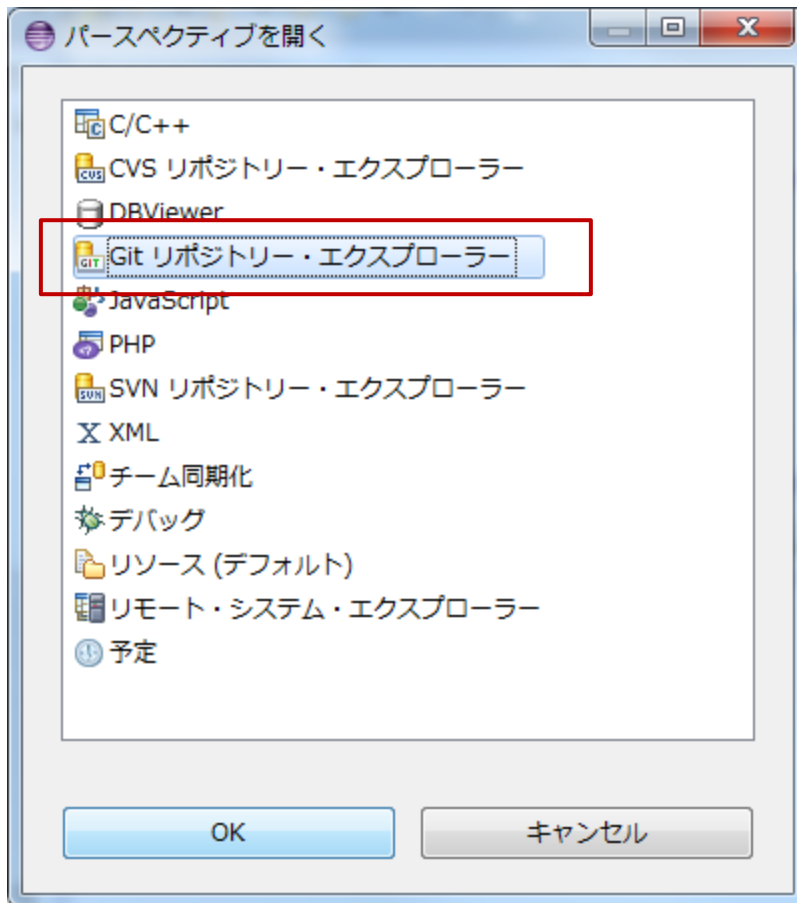 パースペクティブを開く
C/C++
CVS リポジトリー・エクスプローラー
DBViewer
Git リポジトリー・エクスプローラー
JavaScript
PHP
SVN リポジトリー・エクスプローラー
XML
チーム同期化
デバッグ
リソース (デフォルト)
リモート・システム・エクスプローラー
予定
OK
キャンセル